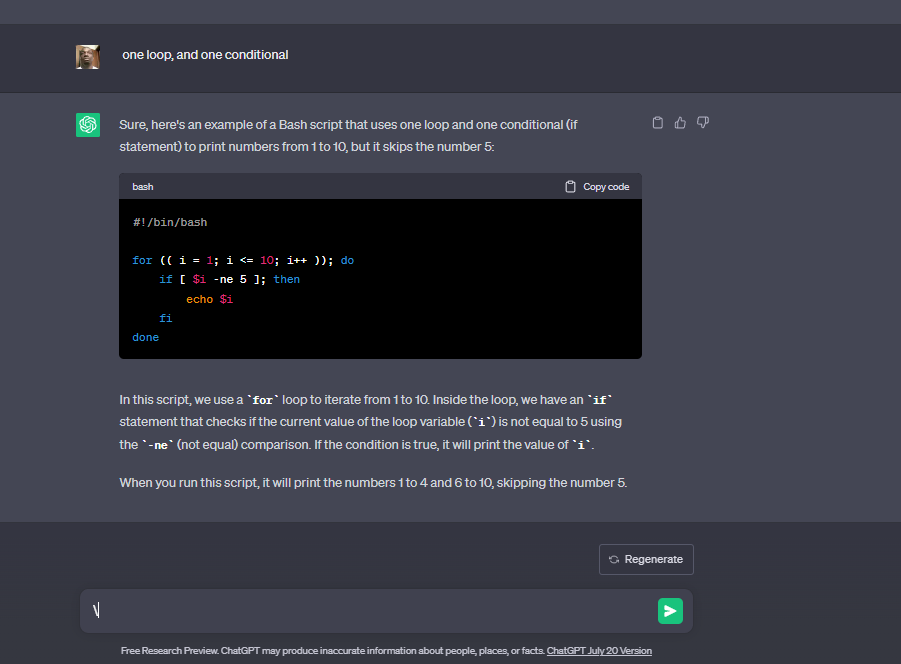 one loop, and one conditional
Sure, here's an example of a Bash script that uses one loop and one conditional (if
statement) to print numbers from 1 to 10, but it skips the number 5:
bash
Copy code
#!/bin/bash
for (( i = 1; i <= 10; i++ )); do
    if [ $i -ne 5 ]; then
        echo $i
    fi
done
In this script, we use a `for` loop to iterate from 1 to 10. Inside the loop, we have an `if`
statement that checks if the current value of the loop variable (`i`) is not equal to 5 using
the `-ne` (not equal) comparison. If the condition is true, it will print the value of `i`.
When you run this script, it will print the numbers 1 to 4 and 6 to 10, skipping the number 5.
Regenerate
\
Free Research Preview. ChatGPT may produce inaccurate information about people, places, or facts. ChatGPT July 20 Version